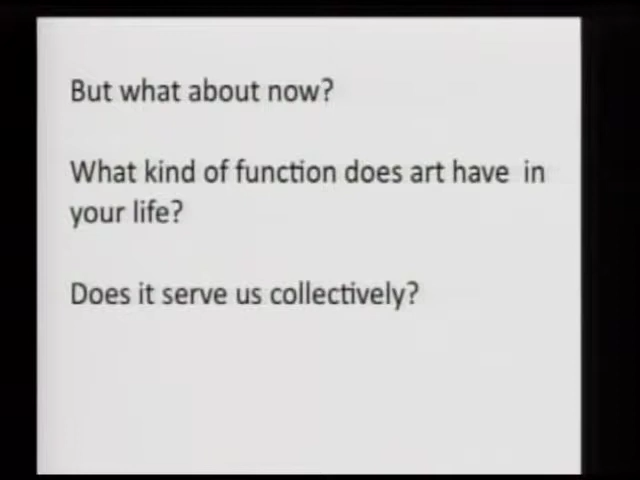 But what about now?
What kind of function does art have  in
your life?
Does it serve us collectively?